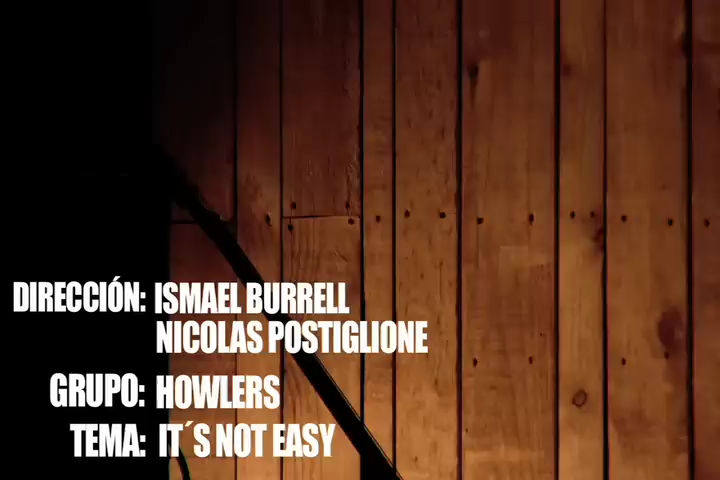 DIRECCIÓN: ISMAEL BURRELL
NICOLAS POSTIGLIONE
GRUPO: HOWLERS
TEMA: IT´S NOT EASY